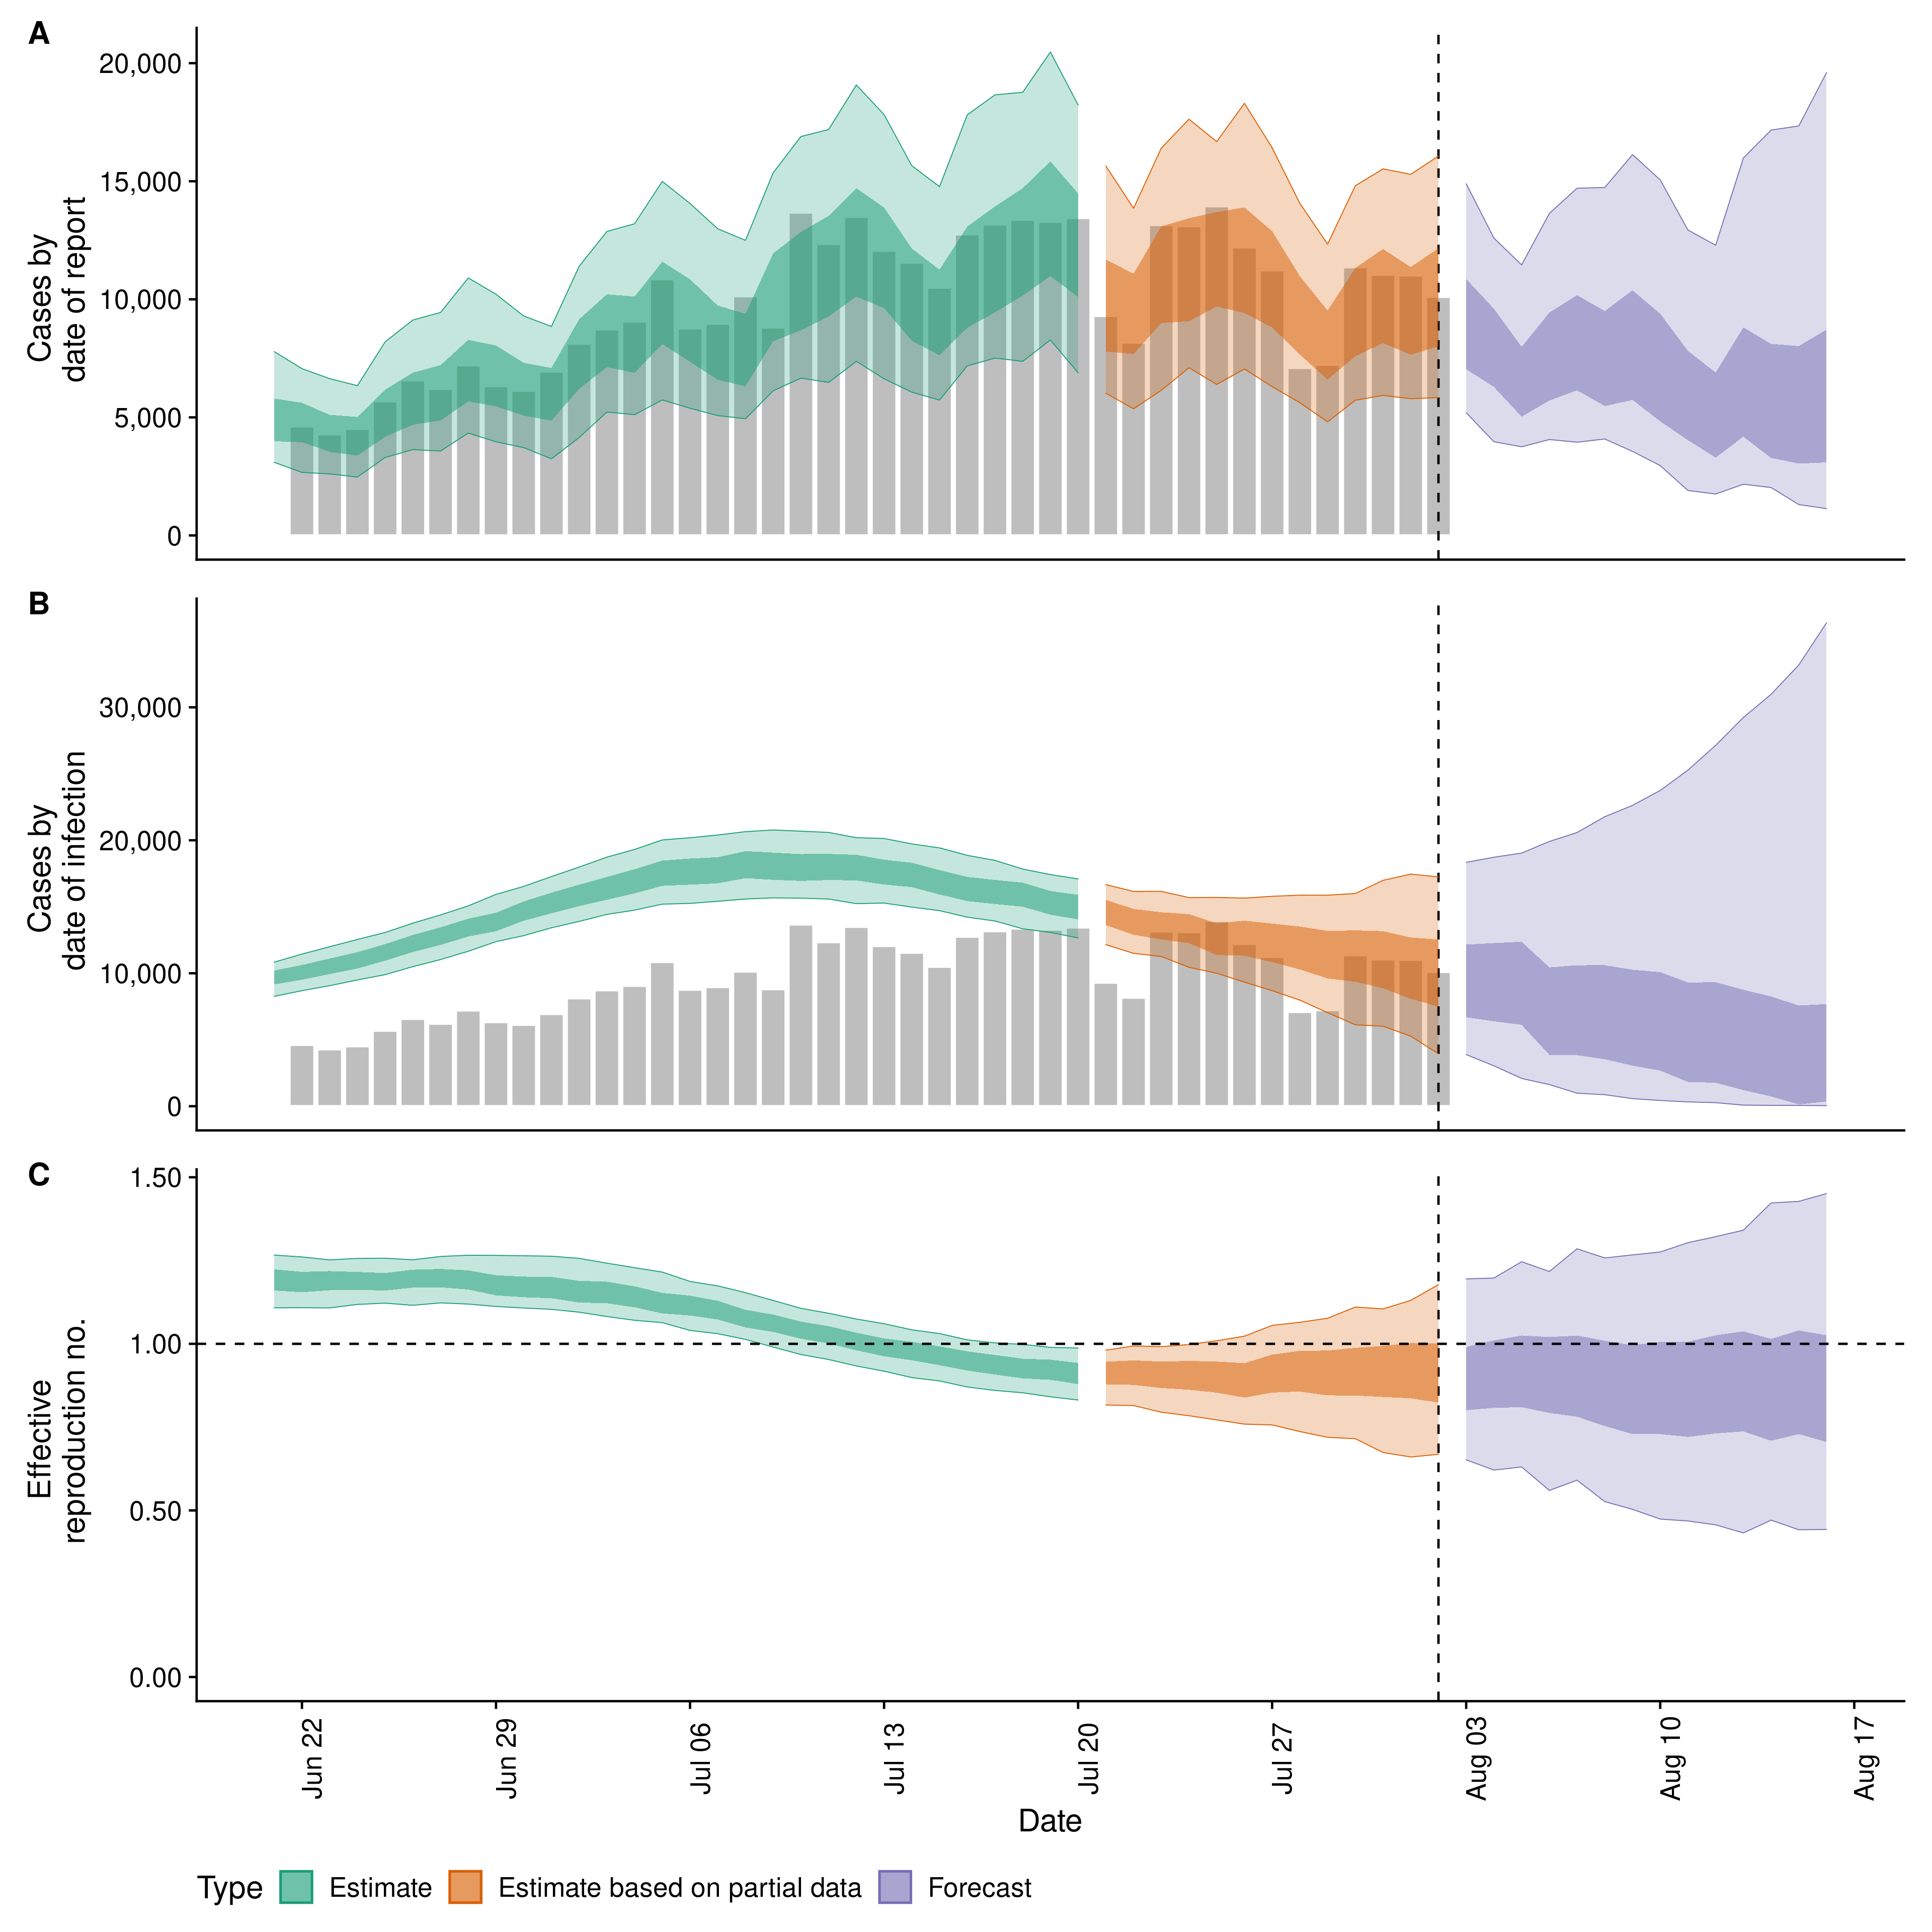 A
20,000
15,000
10,000
5,000
0
Cases by
date of report
B
30,000
20,000
10,000
0
Cases by
date of infection
C
1.50
1.00
0.50
0.00
Effective
reproduction no.
Jun 22
Jun 29
Jul 06
Jul 13
Jul 20
Jul 27
Aug 03
Aug 10
Aug 17
Date
Type Estimate Estimate based on partial data Forecast